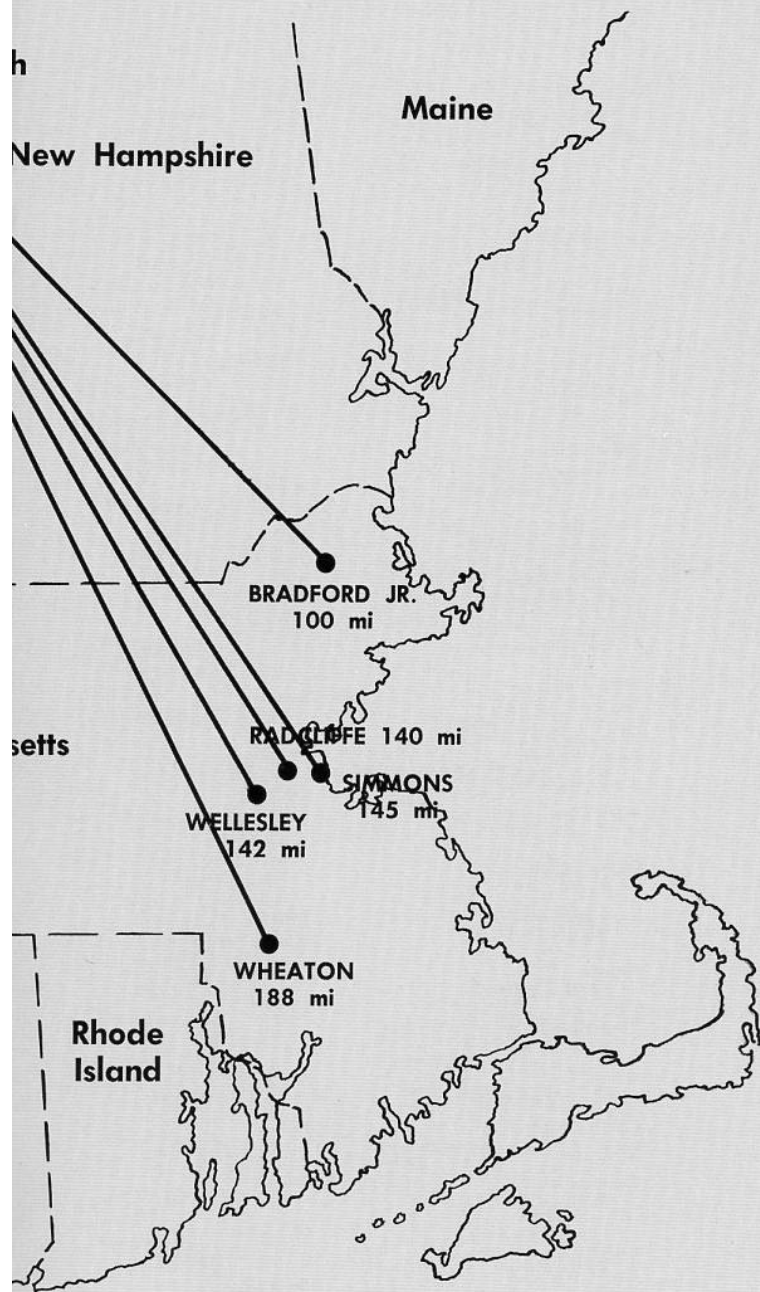 h
Maine
New Hampshire
BRADFORD JR.
100 mi
RADCLIFFE 140 mi
setts
SIMMONS
145 mi
WELLESLEY
142 mi
WHEATON
188 mi
Rhode
Island